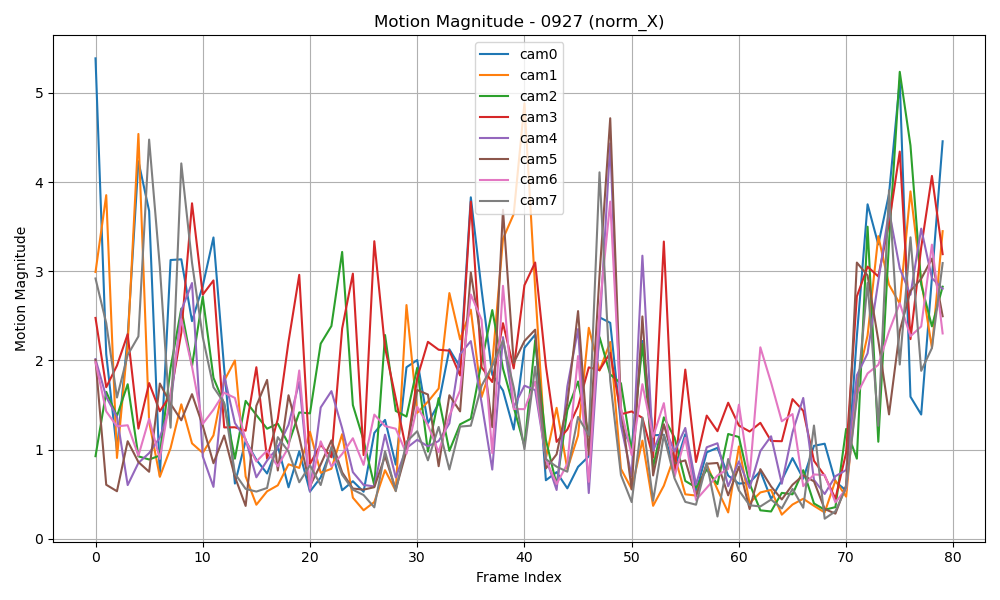 Motion Magnitude - 0927 (norm_X)
cam0
cam1
cam2
cam3
cam4
cam5
cam6
cam7
Motion Magnitude
5
4
3
2
1
0
0 10 20 30 40 50 60 70 80
Frame Index